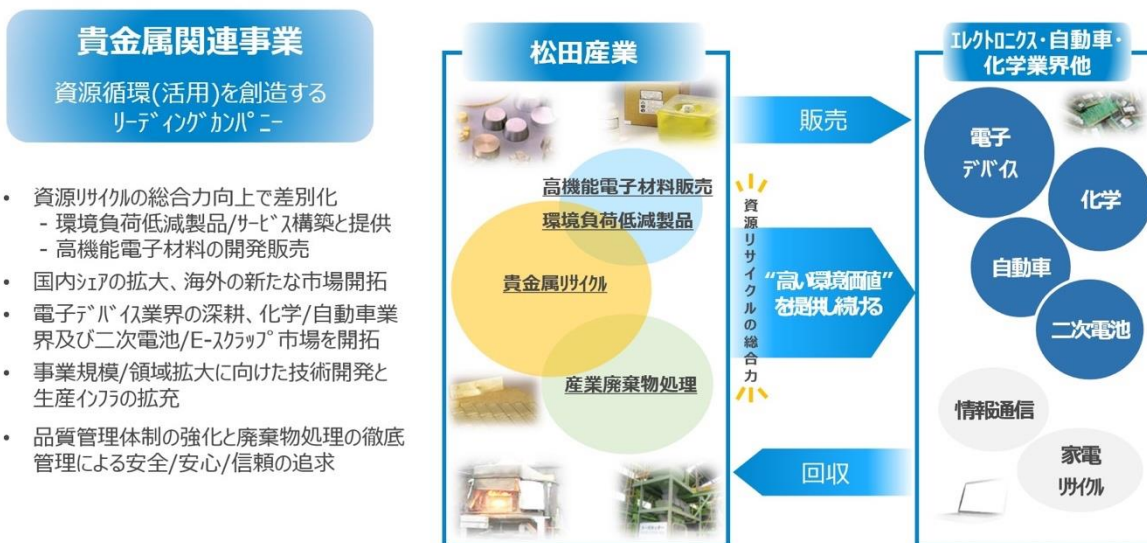 貴金属関連事業
資源循環(活用)を創造する
ﾘｰﾃﾞｨﾝｸﾞｶﾝﾊﾟﾆｰ
• 資源ﾘｻｲｸﾙの総合力向上で差別化
- 環境負荷低減製品/ｻｰﾋﾞｽ構築と提供
- 高機能電子材料の開発販売
• 国内ｼｪｱの拡大、海外の新たな市場開拓
• 電子ﾃﾞﾊﾞｲｽ業界の深耕、化学/自動車業
界及び二次電池/E-ｽｸﾗｯﾌﾟ市場を開拓
• 事業規模/領域拡大に向けた技術開発と
生産ｲﾝﾌﾗの拡充
• 品質管理体制の強化と廃棄物処理の徹底
管理による安全/安心/信頼の追求
松田産業
高機能電子材料販売
環境負荷低減製品
貴金属ﾘｻｲｸﾙ
産業廃棄物処理
販売
資源リサイクルの総合力
“高い環境価値”
を提供し続ける
回収
ｴﾚｸﾄﾛﾆｸｽ・自動車・
化学業界他
電子
ﾃﾞﾊﾞｲｽ
化学
自動車
二次電池
情報通信
家電
ﾘｻｲｸﾙ